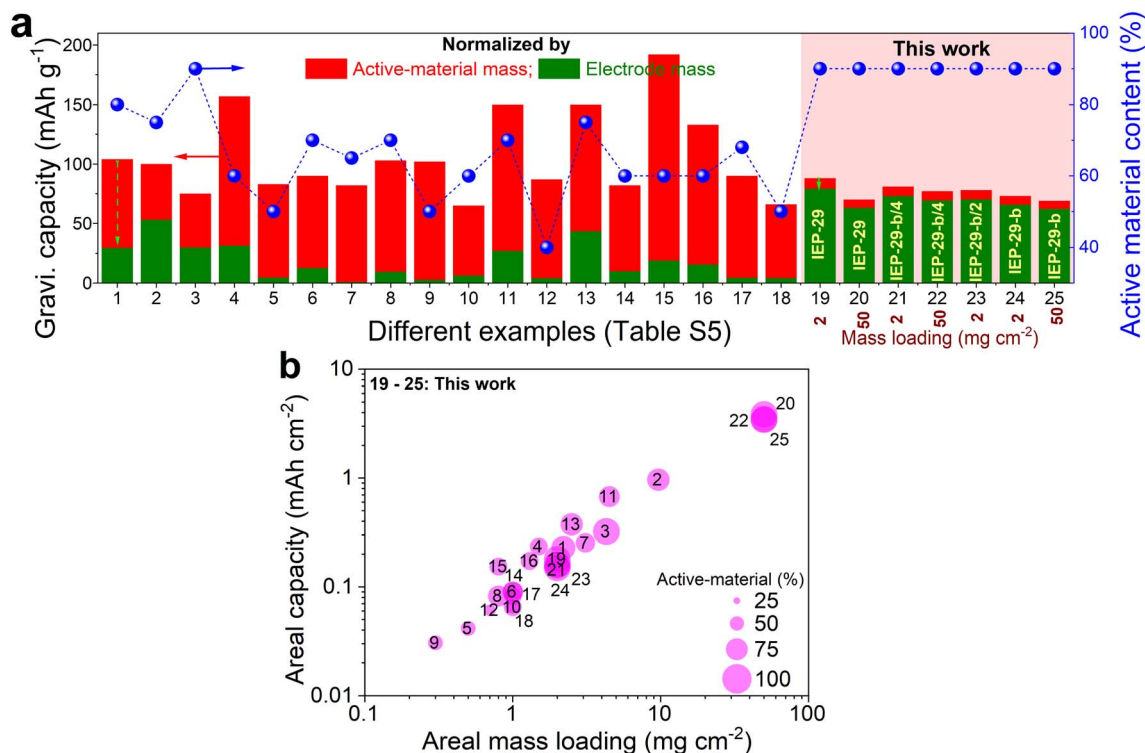 a
Normalized by
Active-material mass; Electrode mass
This work
Gravi. capacity (mAh g⁻¹)
200
150
100
50
0
100
80
60
40
Active material content (%)
IEP-29 IEP-29 IEP-29-b/4 IEP-29-b/4 IEP-29-b/2 IEP-29-b IEP-29-b
1 2 3 4 5 6 7 8 9 10 11 12 13 14 15 16 17 18 19 20 21 22 23 24 25
2 50 2 50 2 2 50
Different examples (Table S5)
Mass loading (mg cm⁻²)
b
19 - 25: This work
Areal capacity (mAh cm⁻²)
10
1
0.1
0.01
20
22
25
2
11
13
3
4
1
7
16
19
15
21
14
23
6
24
8
17
12
10
18
5
9
Active-material (%)
25
50
75
100
0.1 1 10 100
Areal mass loading (mg cm⁻²)